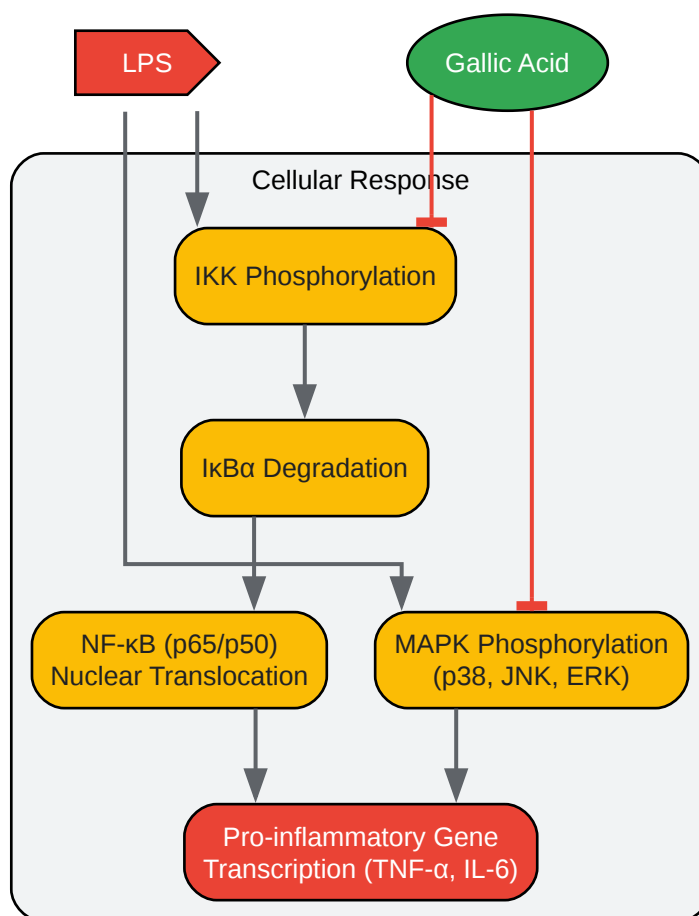 LPS
Gallic Acid
Cellular Response
IKK Phosphorylation
IκBα Degradation
NF-κB (p65/p50)
Nuclear Translocation
MAPK Phosphorylation
(p38, JNK, ERK)
Pro-inflammatory Gene
Transcription (TNF-α, IL-6)